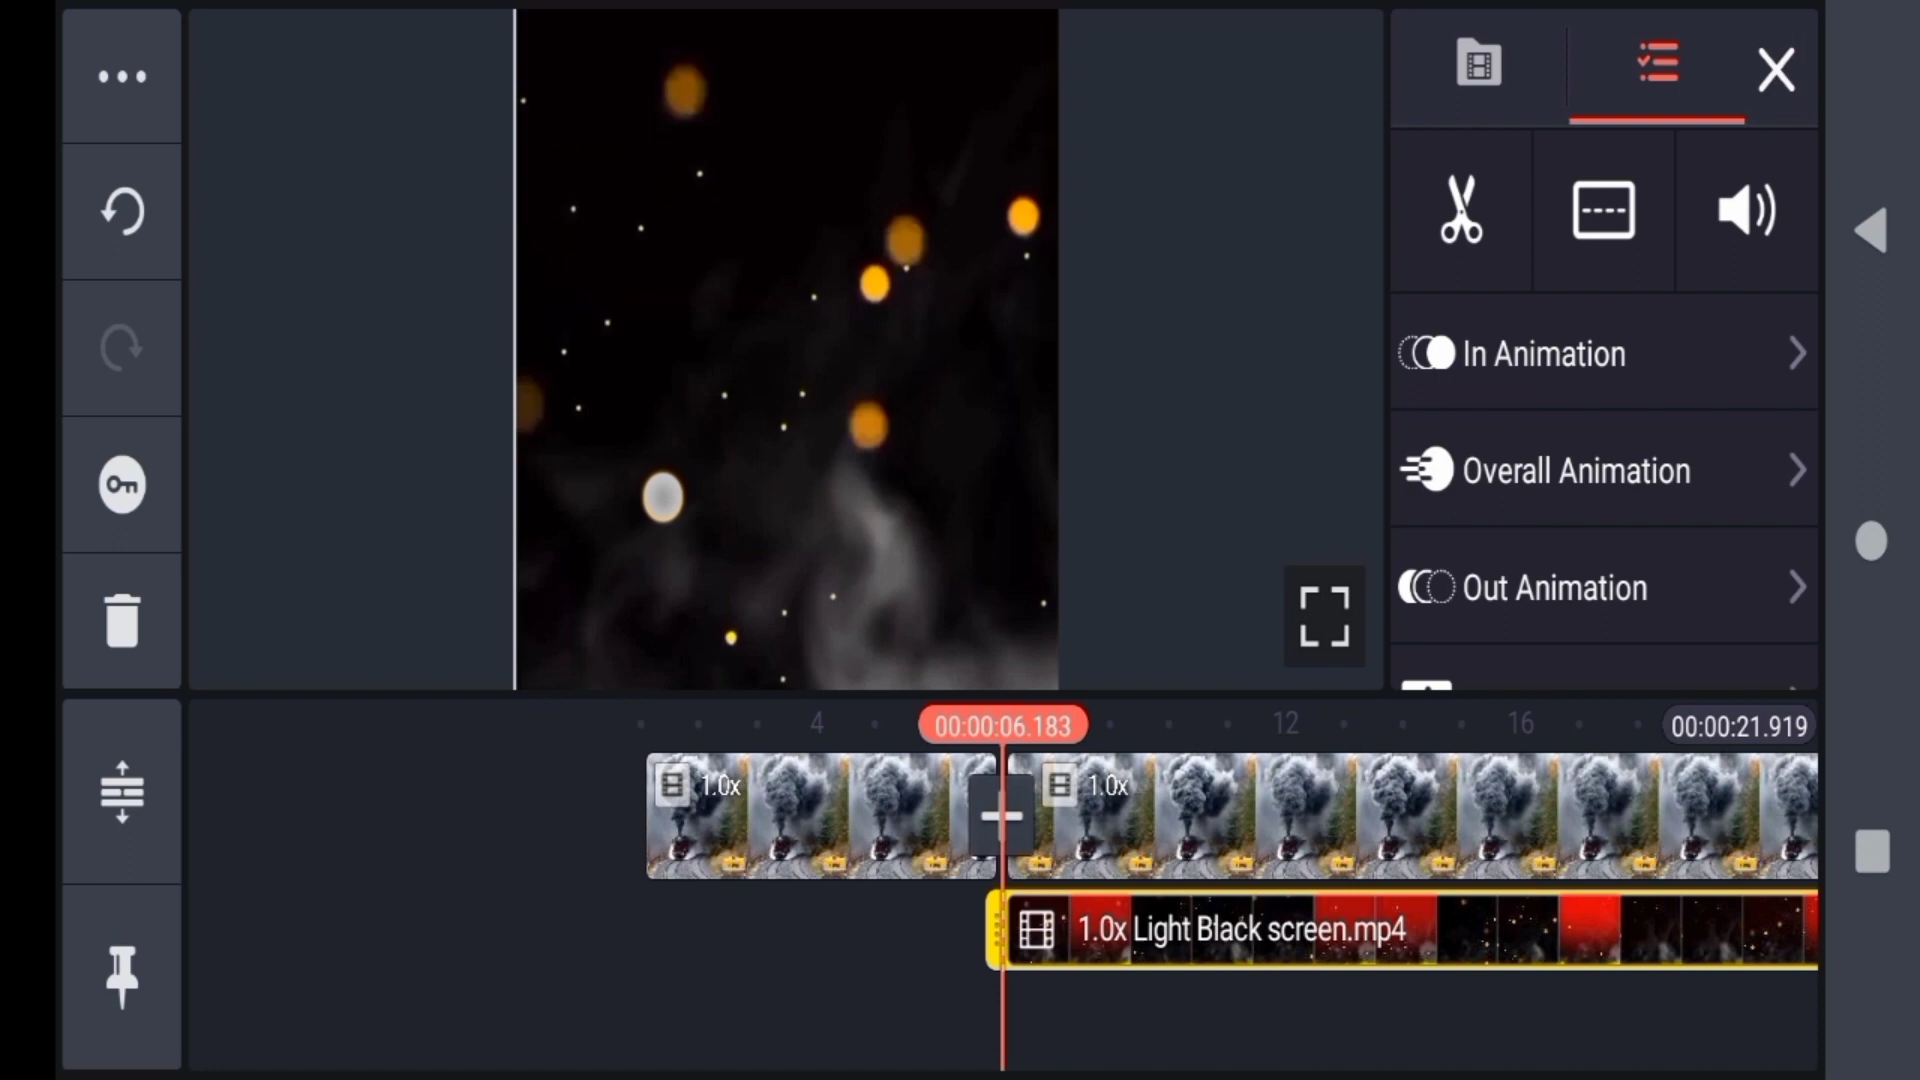 In Animation
Overall Animation
Out Animation
4
00:00:06.183
12
16
00:00:21.919
1.0x
1.0x
1.0x Light Black screen.mp4